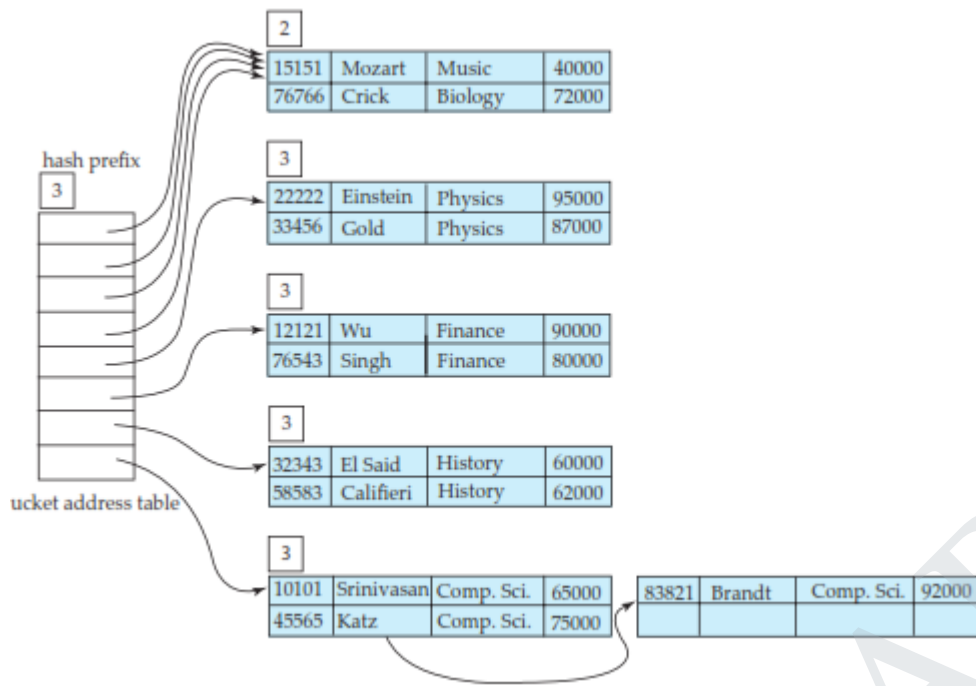 2
15151 Mozart Music 40000
76766 Crick Biology 72000
hash prefix
3
3
22222 Einstein Physics 95000
33456 Gold Physics 87000
3
12121 Wu Finance 90000
76543 Singh Finance 80000
3
32343 El Said History 60000
58583 Califieri History 62000
ucket address table
3
10101 Srinivasan Comp. Sci. 65000
45565 Katz Comp. Sci. 75000
83821 Brandt Comp. Sci. 92000